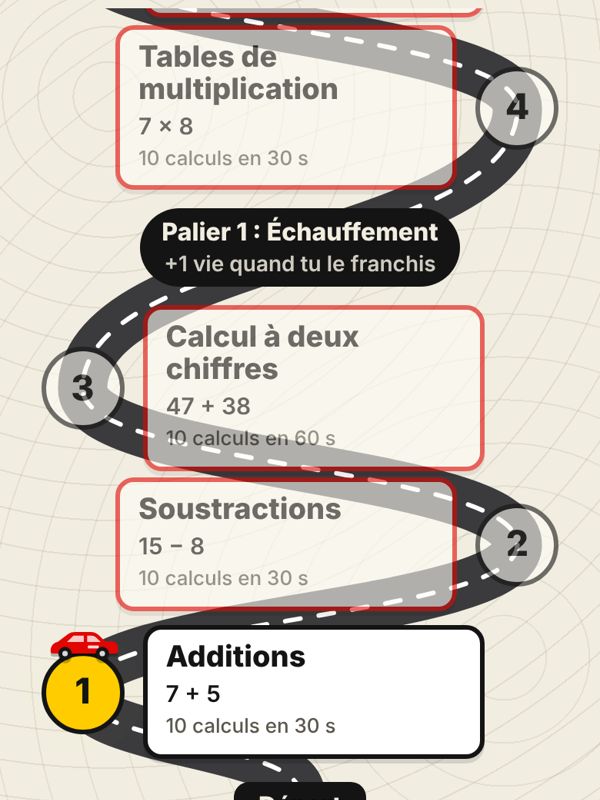 Tables de
multiplication
7 × 8
10 calculs en 30 s
4
Palier 1 : Échauffement
+1 vie quand tu le franchis
Calcul à deux
chiffres
47 + 38
10 calculs en 60 s
3
Soustractions
15 − 8
10 calculs en 30 s
2
Additions
7 + 5
10 calculs en 30 s
1